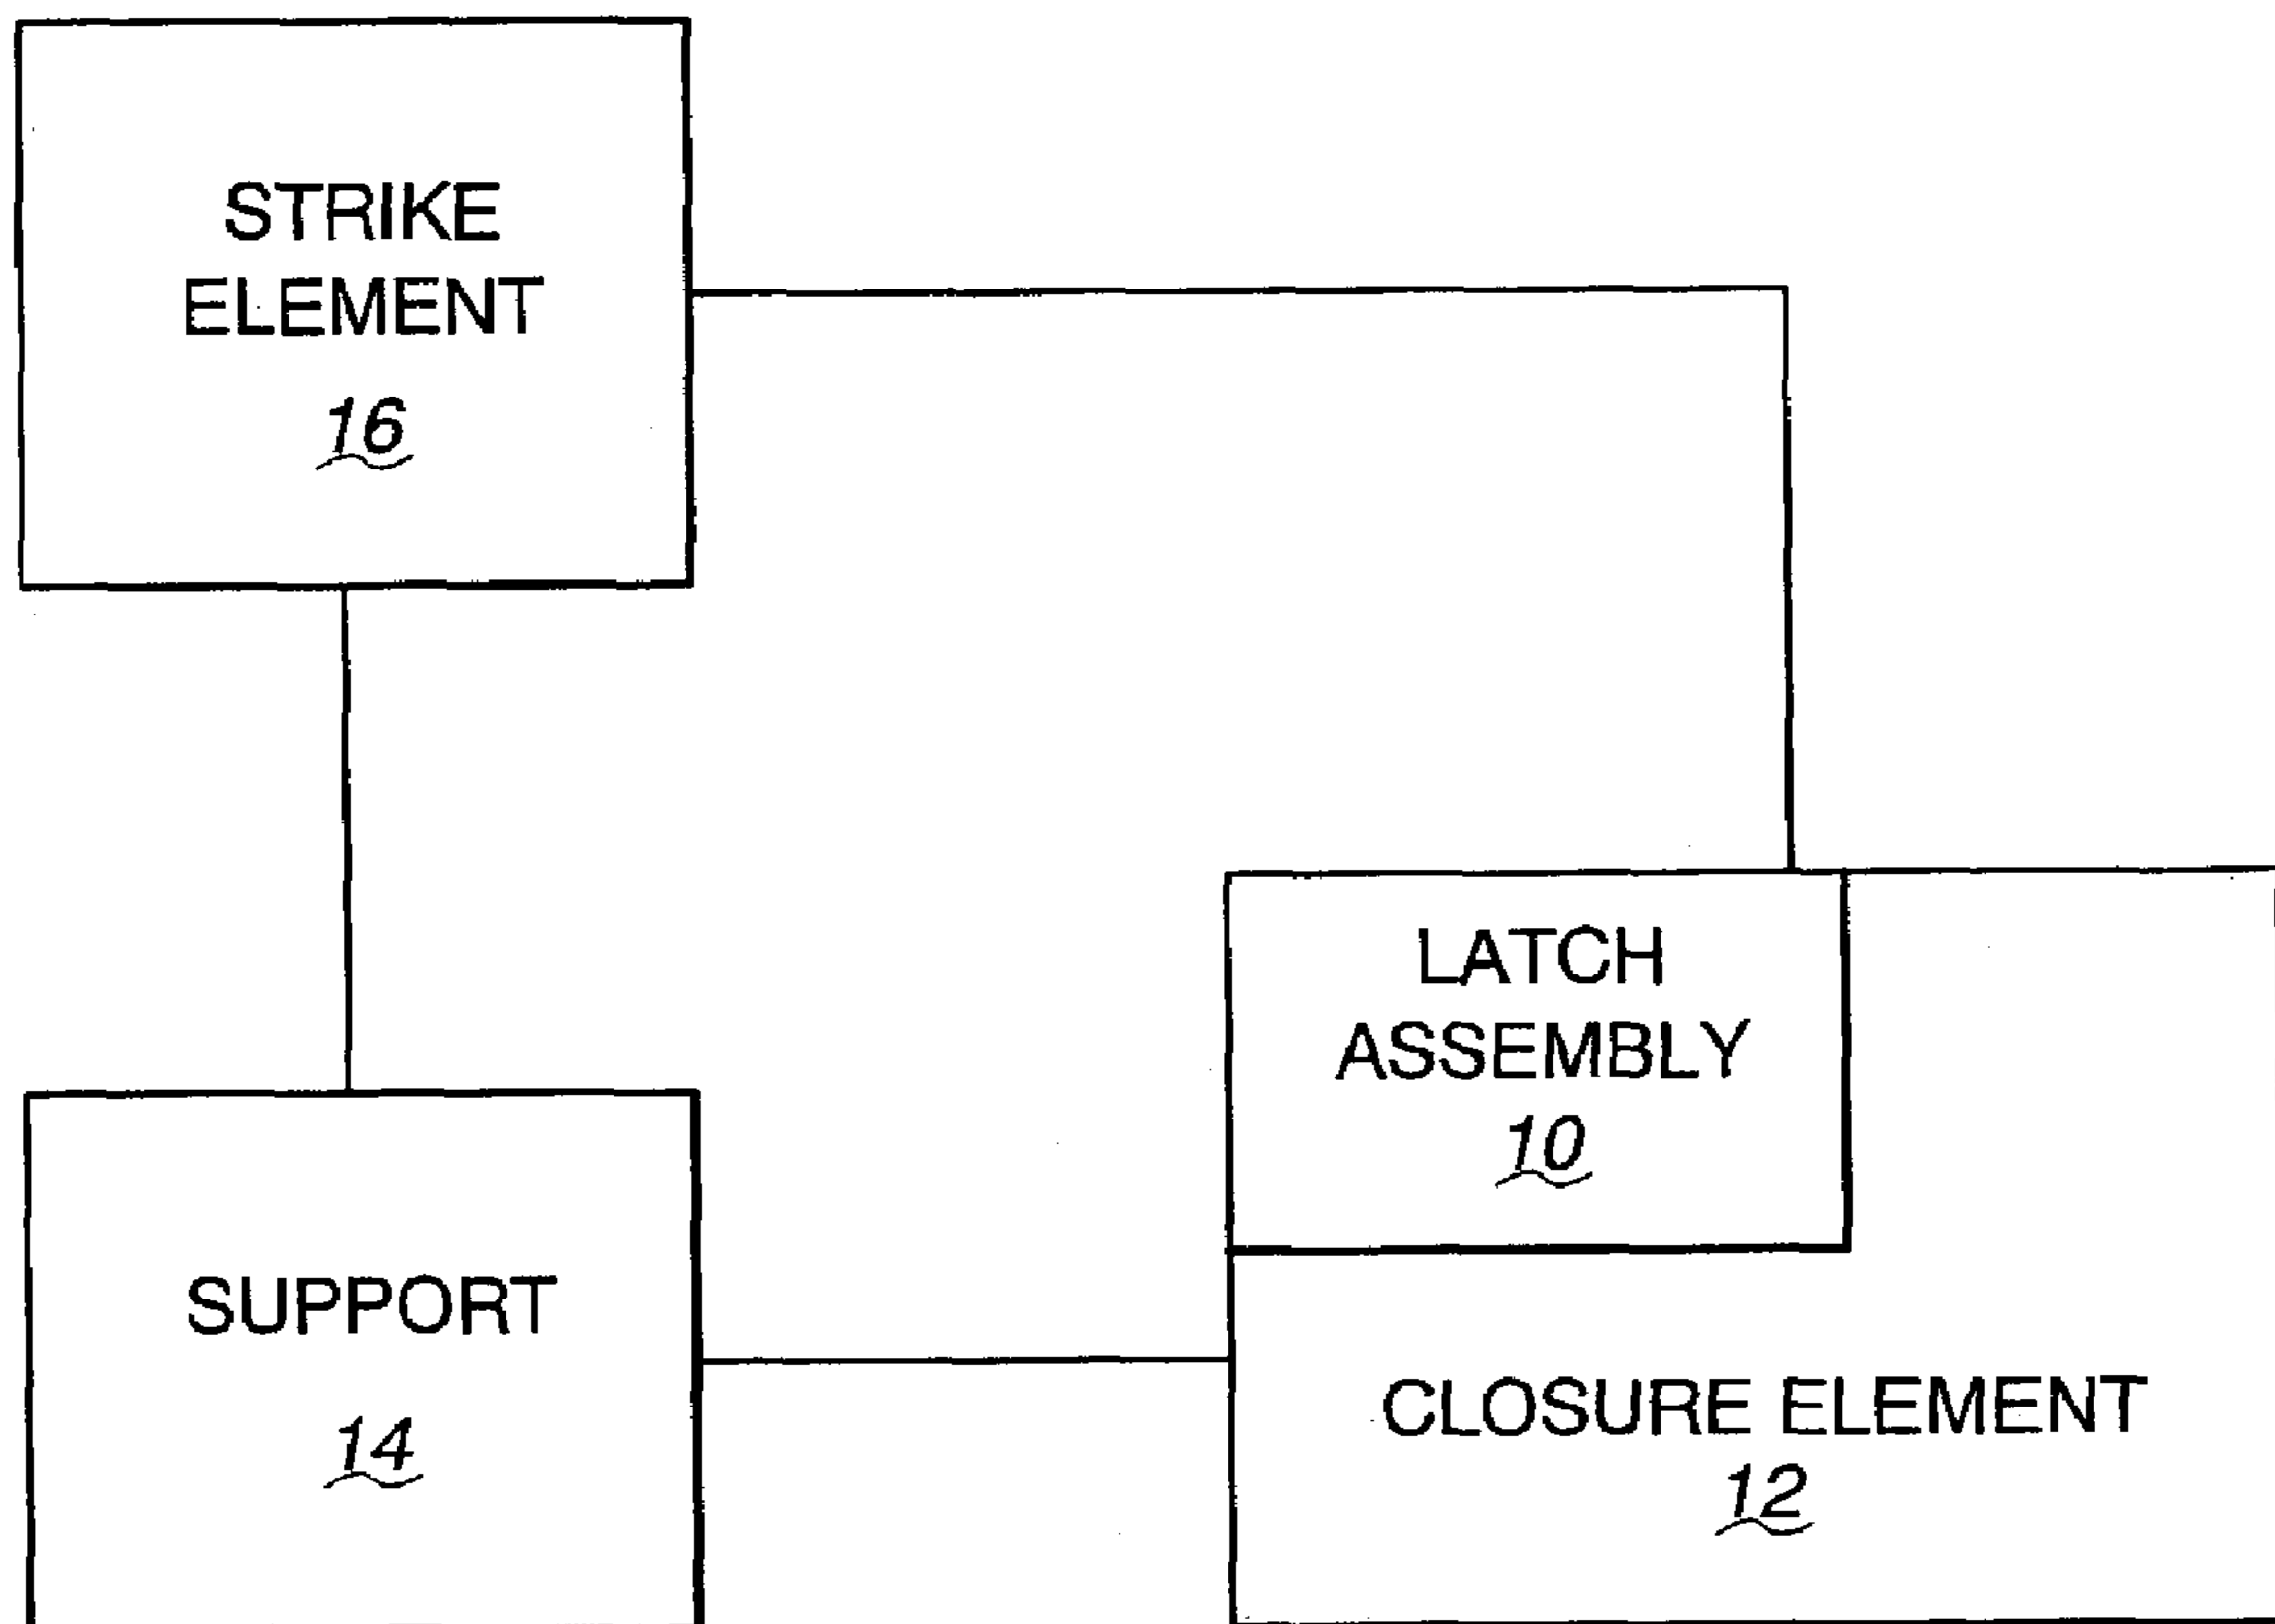 STRIKE
ELEMENT
16
LATCH
ASSEMBLY
10
SUPPORT
14
CLOSURE ELEMENT
12